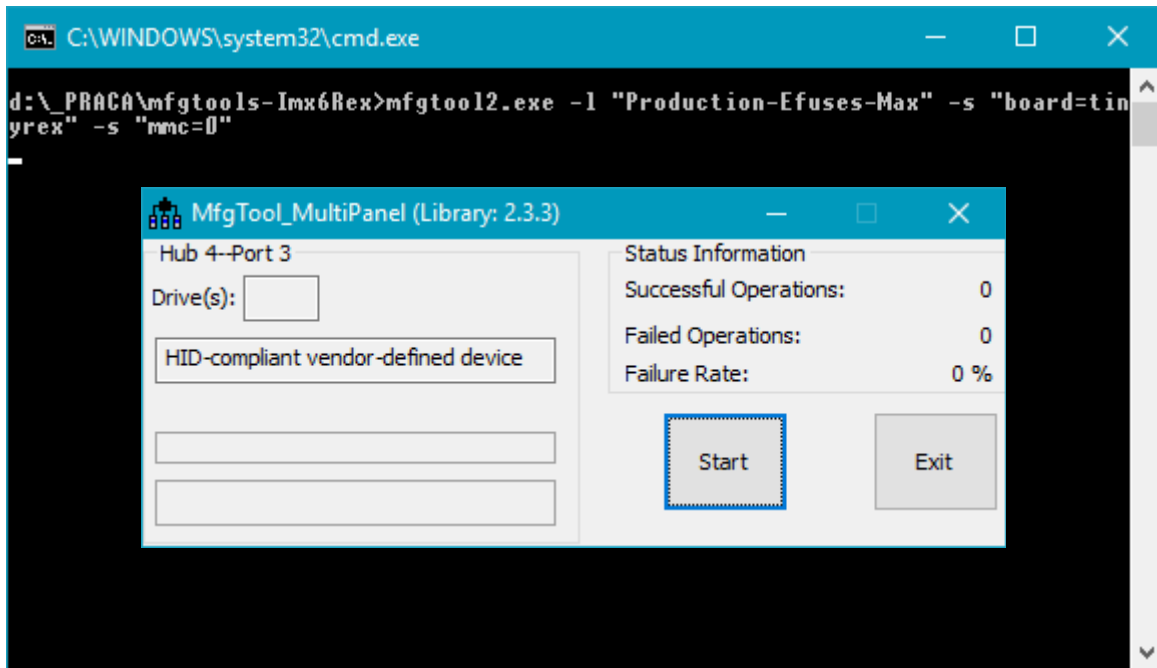 C:\WINDOWS\system32\cmd.exe
d:\_PRACA\mfgtools-Imx6Rex>mfgtool2.exe -l "Production-Efuses-Max" -s "board=tin
yrex" -s "mmc=0"
MfgTool_MultiPanel (Library: 2.3.3)
Hub 4--Port 3
Drive(s):
HID-compliant vendor-defined device
Status Information
Successful Operations: 0
Failed Operations: 0
Failure Rate: 0 %
Start
Exit